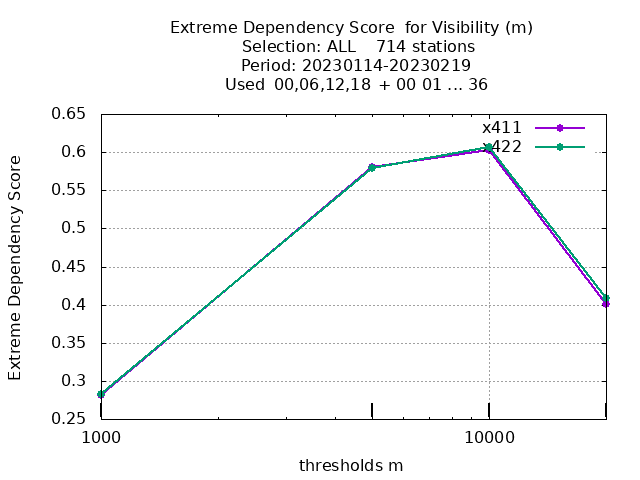 Extreme Dependency Score  for Visibility (m)
Selection: ALL    714 stations
Period: 20230114-20230219
Used  00,06,12,18  + 00 01 ... 36
0.65
0.6
0.55
0.5
0.45
0.4
0.35
0.3
0.25
Extreme Dependency Score
x411
x422
1000
10000
thresholds m